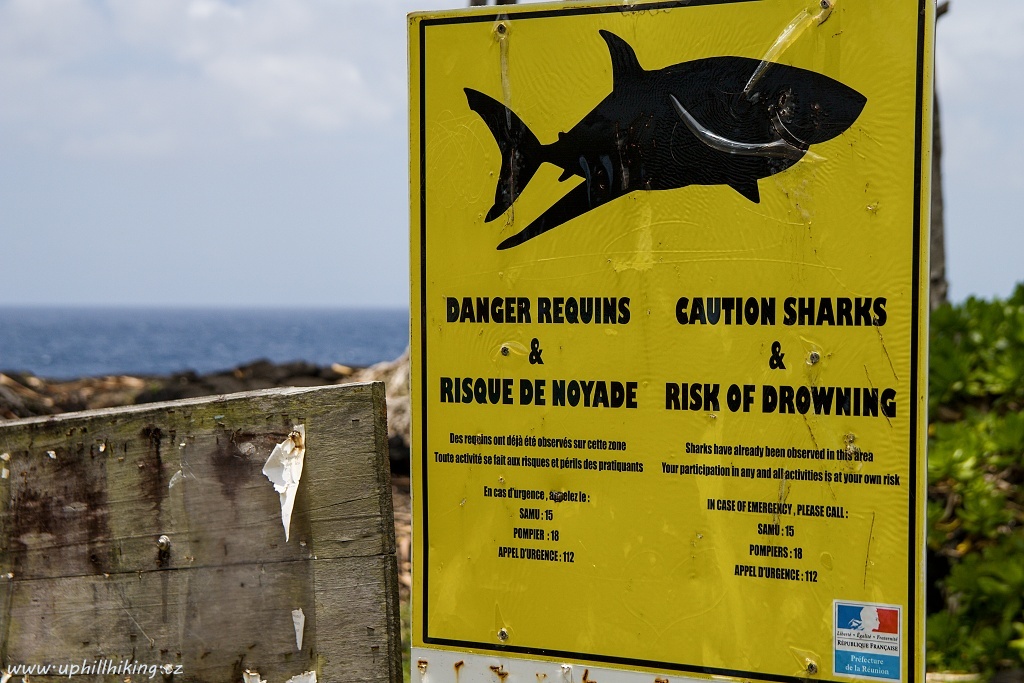 DANGER REQUINS
&
RISQUE DE NOYADE
Des reqins ont déjà été observés sur cette zone
Toute activité se fait aux risques et périls des pratiquants
En cas d'urgence , appelez le :
SAMU : 15
POMPIER : 18
APPEL D'URGENCE : 112
CAUTION SHARKS
&
RISK OF DROWNING
Sharks have already been observed in this area
Your participation in any and all activities is at your own risk
IN CASE OF EMERGENCY , PLEASE CALL :
SAMU : 15
POMPIERS : 18
APPEL D'URGENCE : 112
Liberté • Égalité • Fraternité
RÉPUBLIQUE FRANÇAISE
Préfecture
de la Réunion
www.uphillhiking.cz